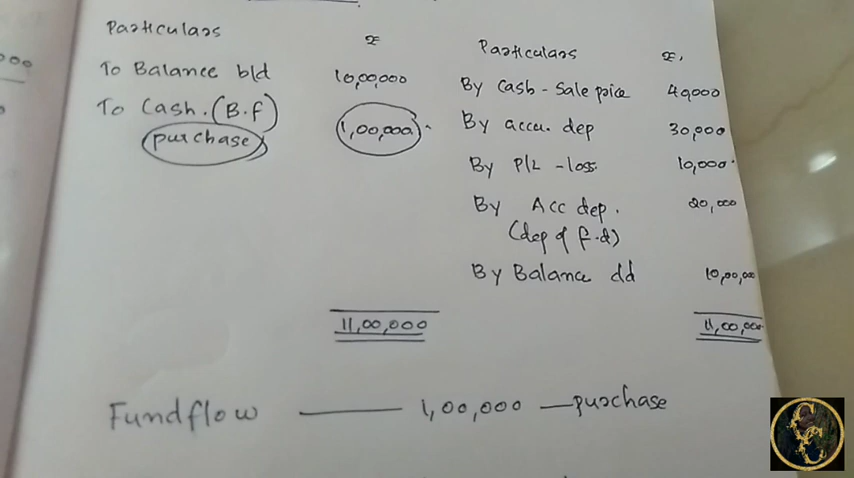 Particulars ₹ Particulars ₹.
To Balance b/d 10,00,000 By Cash - Sale price 40,000
To Cash. (B.f) 1,00,000 By accu. dep 30,000
purchase
By P/L - loss 10,000
By Acc dep. 20,000
(dep of f.d)
By Balance dd 10,00,000
11,00,000 11,00,000
Fundflow — 1,00,000 — purchase